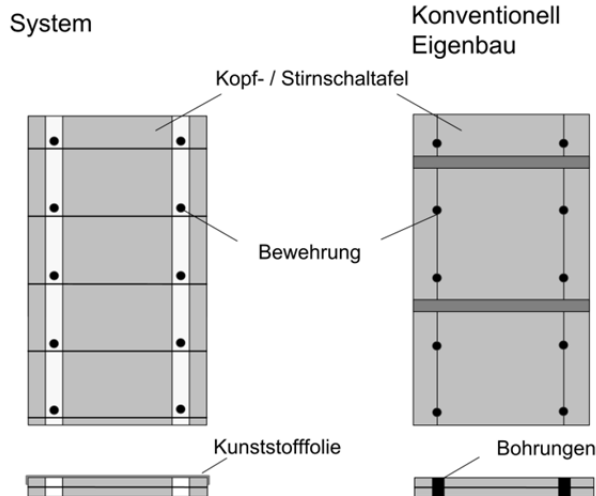 System
Konventionell
Eigenbau
Kopf- / Stirnschaltafel
Bewehrung
Kunststofffolie
Bohrungen